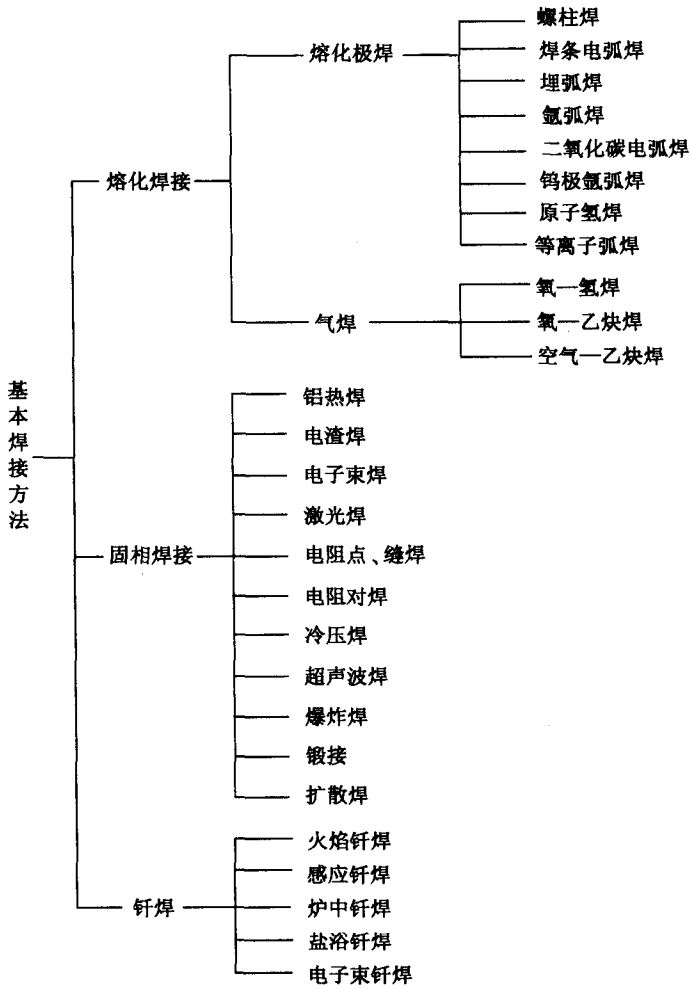 基本焊接方法
熔化焊接
熔化极焊
螺柱焊
焊条电弧焊
埋弧焊
氩弧焊
二氧化碳电弧焊
钨极氩弧焊
原子氢焊
等离子弧焊
气焊
氧—氢焊
氧—乙炔焊
空气—乙炔焊
固相焊接
铝热焊
电渣焊
电子束焊
激光焊
电阻点、缝焊
电阻对焊
冷压焊
超声波焊
爆炸焊
锻接
扩散焊
钎焊
火焰钎焊
感应钎焊
炉中钎焊
盐浴钎焊
电子束钎焊